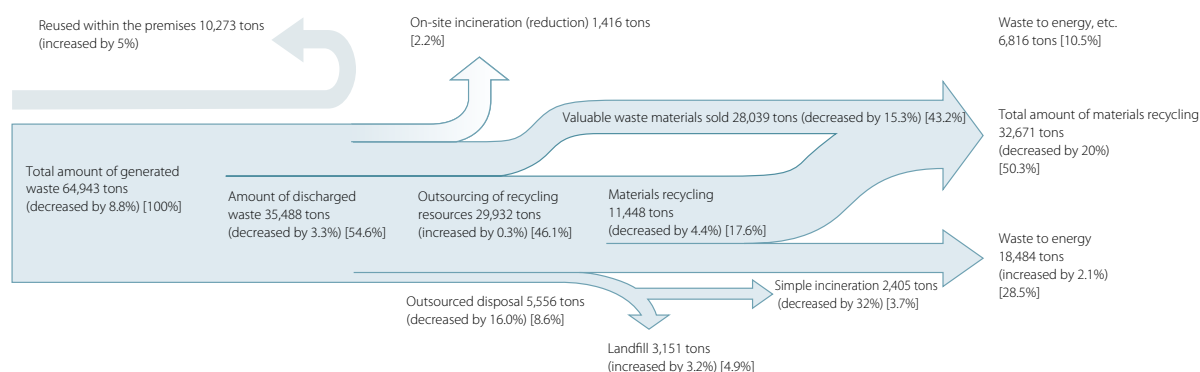 Reused within the premises 10,273 tons
(increased by 5%)
On-site incineration (reduction) 1,416 tons
[2.2%]
Waste to energy, etc.
6,816 tons [10.5%]
Valuable waste materials sold 28,039 tons (decreased by 15.3%) [43.2%]
Total amount of materials recycling
32,671 tons
(decreased by 20%)
[50.3%]
Total amount of generated
waste 64,943 tons
(decreased by 8.8%) [100%]
Amount of discharged
waste 35,488 tons
(decreased by 3.3%) [54.6%]
Outsourcing of recycling
resources 29,932 tons
(increased by 0.3%) [46.1%]
Materials recycling
11,448 tons
(decreased by 4.4%) [17.6%]
Waste to energy
18,484 tons
(increased by 2.1%)
[28.5%]
Outsourced disposal 5,556 tons
(decreased by 16.0%) [8.6%]
Simple incineration 2,405 tons
(decreased by 32%) [3.7%]
Landfill 3,151 tons
(increased by 3.2%) [4.9%]